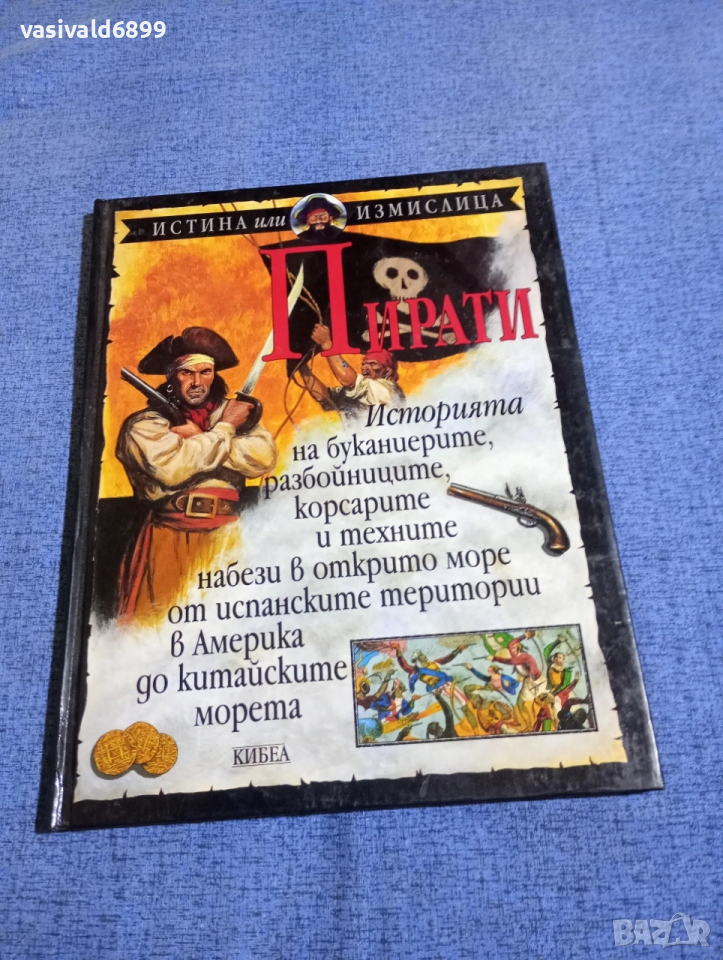 vasivald6899
ИСТИНА или ИЗМИСЛИЦА
ПИРАТИ
Историята
на буканиерите,
разбойниците,
корсарите
и техните
набези в открито море
от испанските територии
в Америка
до китайските
морета
КИБЕА
BAZAR